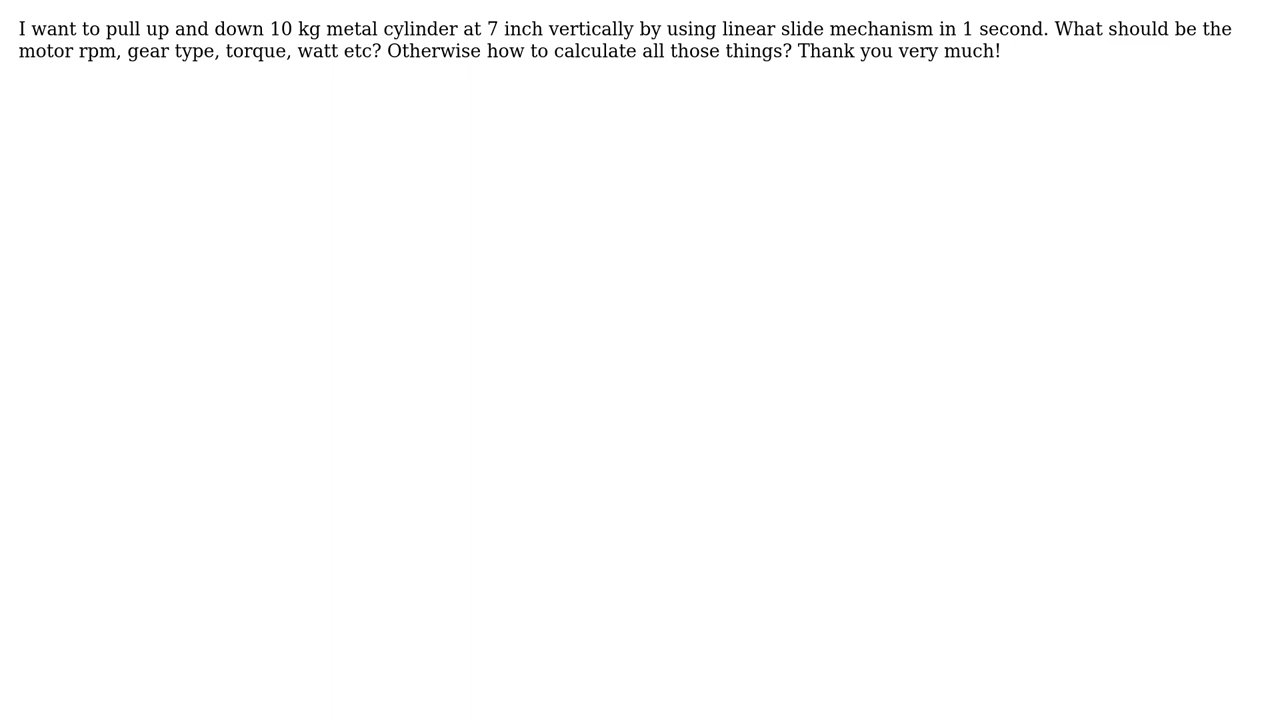 I want to pull up and down 10 kg metal cylinder at 7 inch vertically by using linear slide mechanism in 1 second. What should be the
motor rpm, gear type, torque, watt etc? Otherwise how to calculate all those things? Thank you very much!